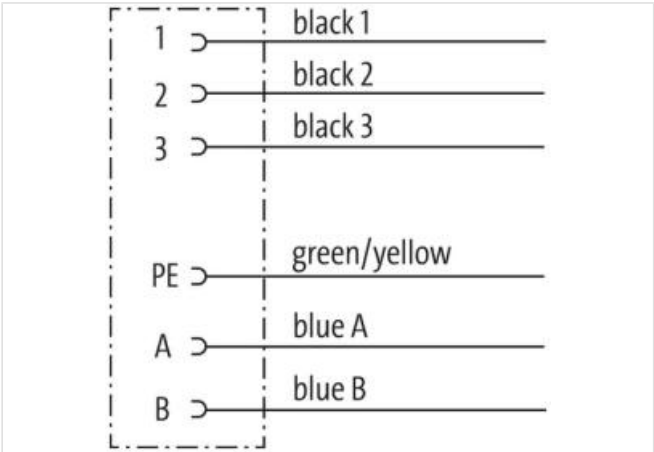 1 black 1
2 black 2
3 black 3
PE green/yellow
A blue A
B blue B